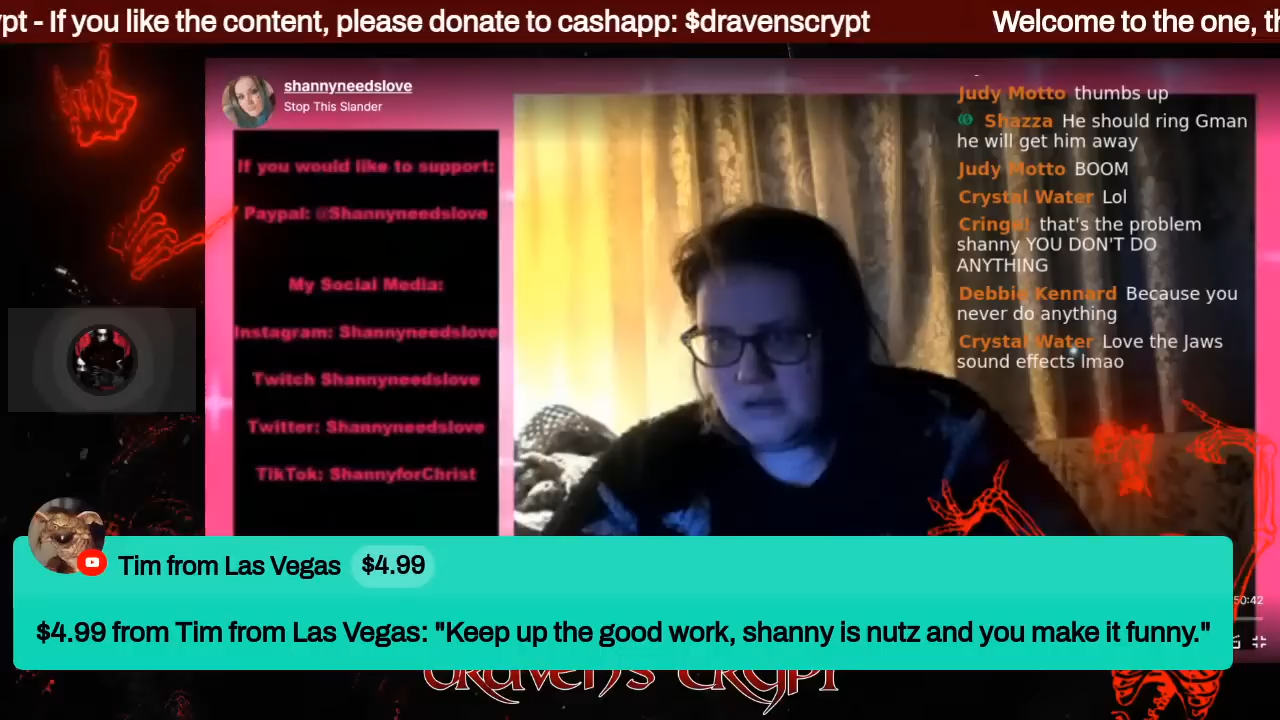 pt - If you like the content, please donate to cashapp: $dravenscrypt
Welcome to the one, th
shannyneedslove
Stop This Slander
If you would like to support:
Paypal: @Shannyneedslove
My Social Media:
Instagram: Shannyneedslove
Twitch Shannyneedslove
Twitter: Shannyneedslove
TikTok: ShannyforChrist
Judy Motto thumbs up
Shazza He should ring Gman
he will get him away
Judy Motto BOOM
Crystal Water Lol
Cringe! that's the problem
shanny YOU DON'T DO
ANYTHING
Debbie Kennard Because you
never do anything
Crystal Water Love the Jaws
sound effects lmao
50:42
Tim from Las Vegas $4.99
$4.99 from Tim from Las Vegas: "Keep up the good work, shanny is nutz and you make it funny."
Draven's Crypt